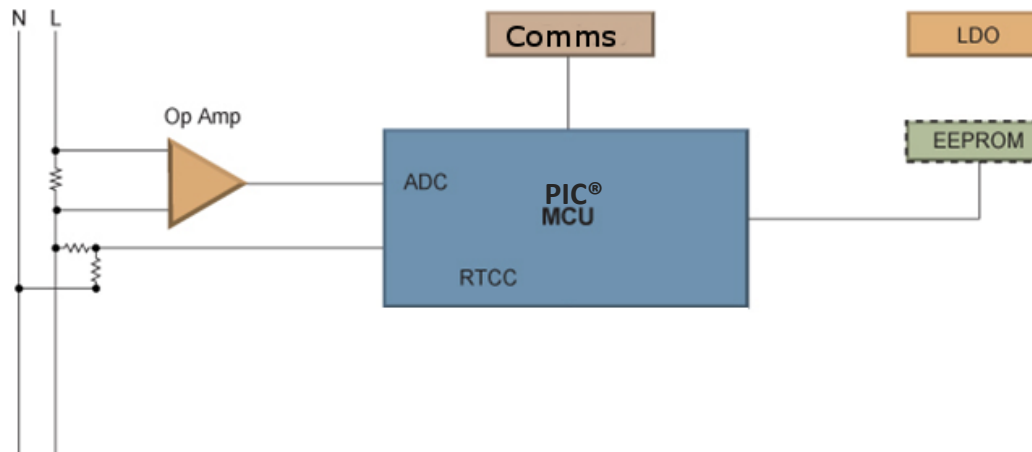 N L
Comms
LDO
Op Amp
EEPROM
ADC
PIC®
MCU
RTCC